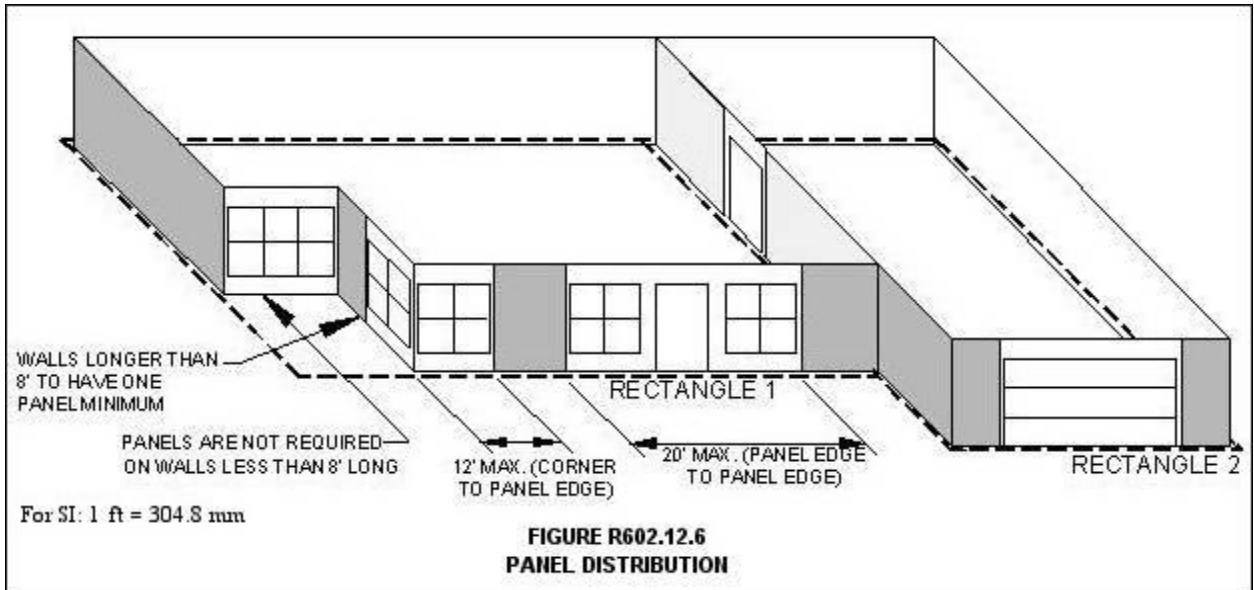 WALLS LONGER THAN
8' TO HAVE ONE
PANEL MINIMUM
PANELS ARE NOT REQUIRED
ON WALLS LESS THAN 8' LONG
12' MAX. (CORNER
TO PANEL EDGE)
20' MAX. (PANEL EDGE
TO PANEL EDGE)
RECTANGLE 1
RECTANGLE 2
For SI: 1 ft = 304.8 mm
FIGURE R602.12.6
PANEL DISTRIBUTION